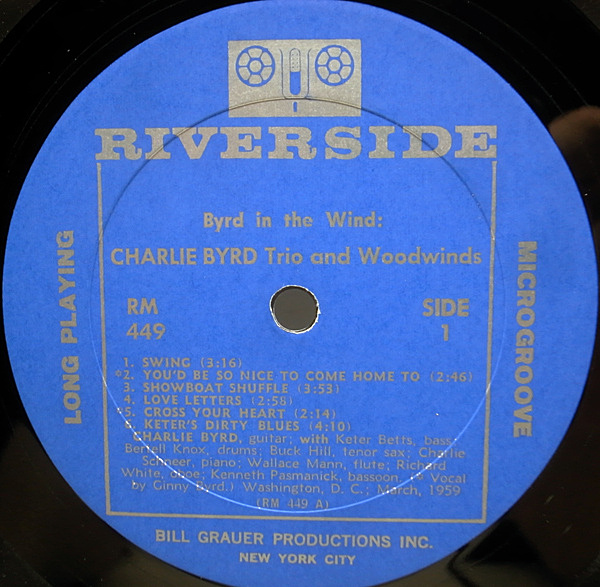 RIVERSIDE
Byrd in the Wind:
CHARLIE BYRD Trio and Woodwinds
LONG PLAYING
MICROGROOVE
RM
449
SIDE
1
1. SWING (3:16)
*2. YOU'D BE SO NICE TO COME HOME TO (2:46)
3. SHOWBOAT SHUFFLE (3:53)
4. LOVE LETTERS (2:58)
*5. CROSS YOUR HEART (2:14)
6. KETER'S DIRTY BLUES (4:10)
CHARLIE BYRD, guitar; with Keter Betts, bass;
Bertell Knox, drums; Buck Hill, tenor sax; Charlie
Schneer, piano; Wallace Mann, flute; Richard
White, oboe; Kenneth Pasmanick, bassoon. (* Vocal
by Ginny Byrd.) Washington, D. C.; March, 1959
(RM 449 A)
BILL GRAUER PRODUCTIONS INC.
NEW YORK CITY